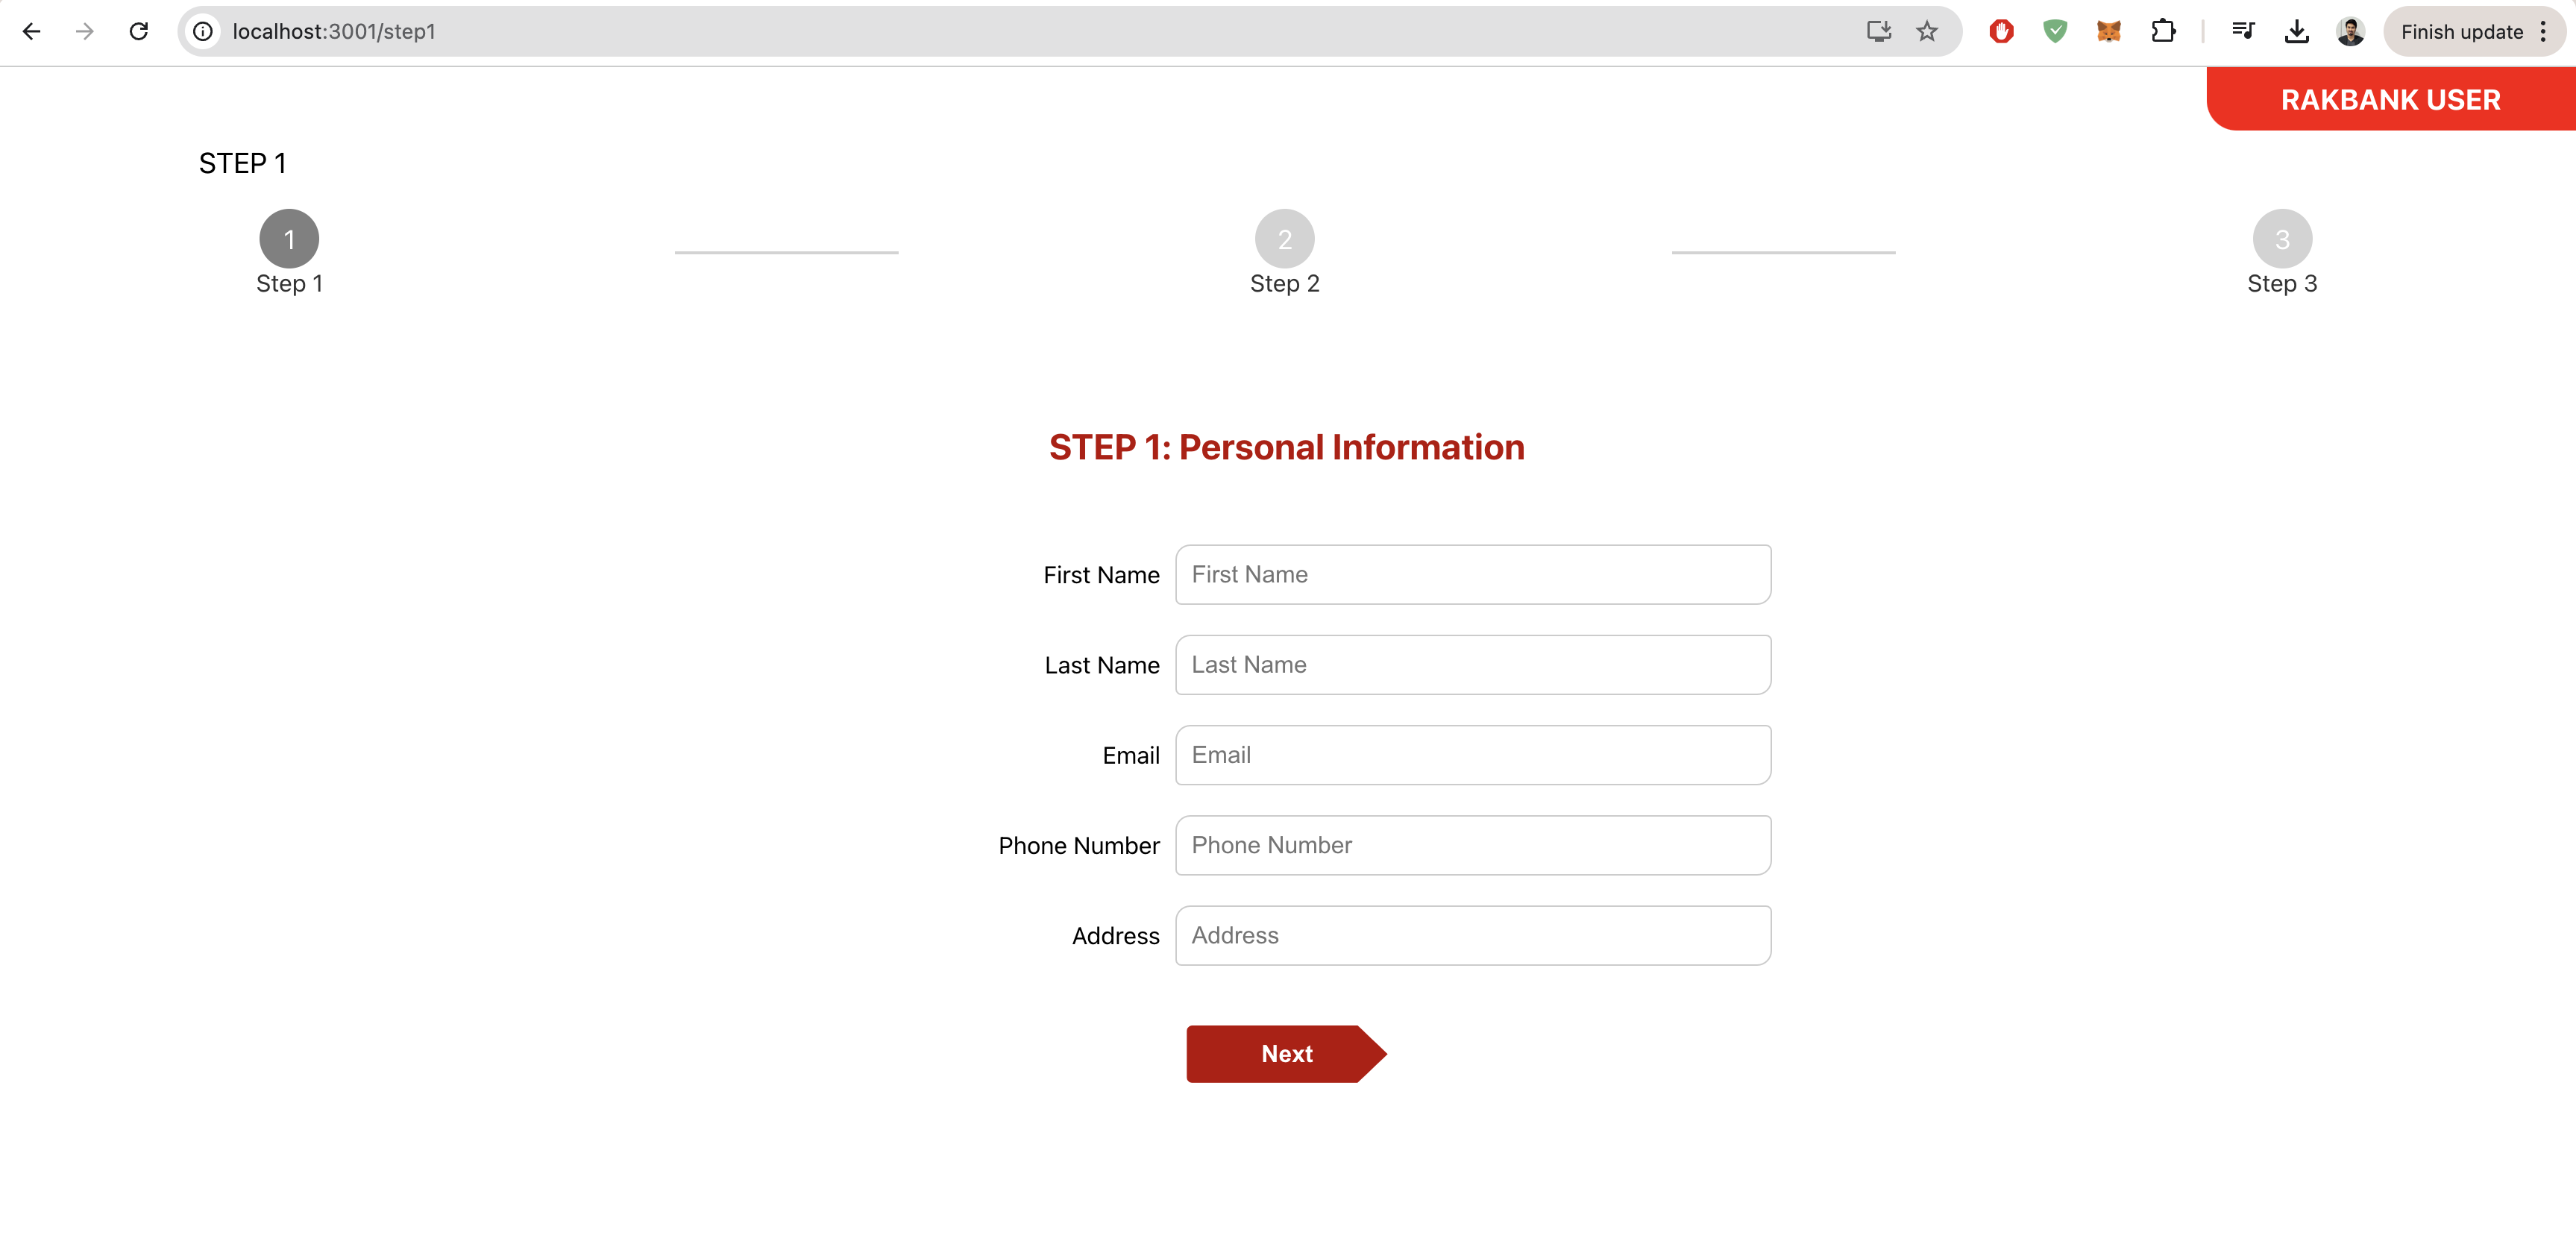 localhost:3001/step1
Finish update
RAKBANK USER
STEP 1
1 2 3
Step 1 Step 2 Step 3
STEP 1: Personal Information
First Name First Name
Last Name Last Name
Email Email
Phone Number Phone Number
Address Address
Next